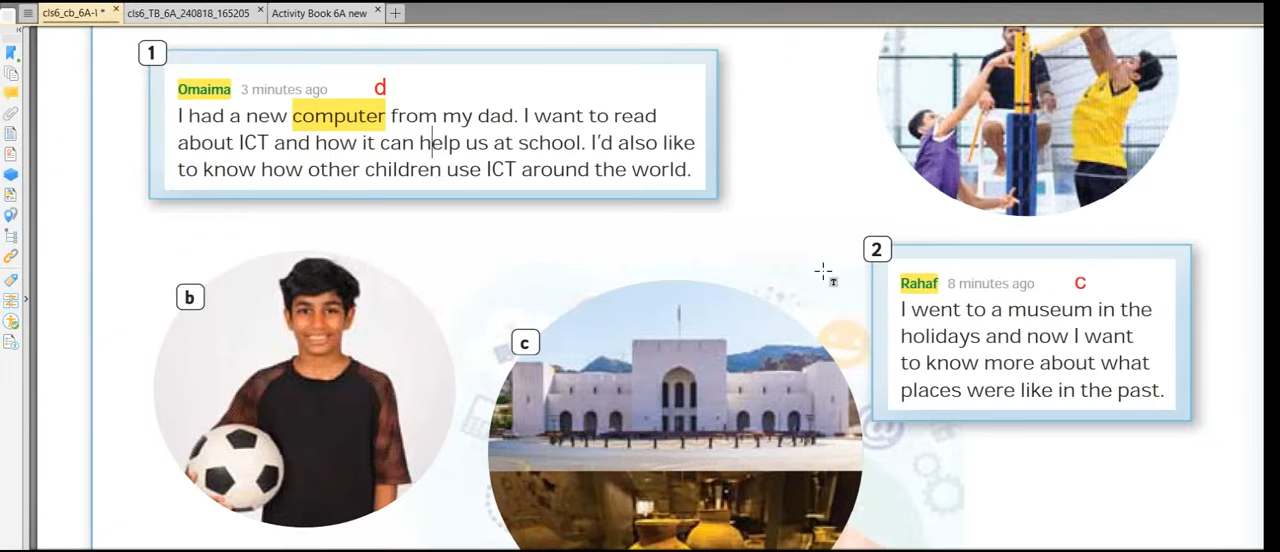 cls6_cb_6A-\ *
cls6_TB_6A_240818_165205
Activity Book 6A new
1
Omaima 3 minutes ago d
I had a new computer from my dad. I want to read
about ICT and how it can help us at school. I'd also like
to know how other children use ICT around the world.
2
Rahaf 8 minutes ago c
I went to a museum in the
holidays and now I want
to know more about what
places were like in the past.
b
c